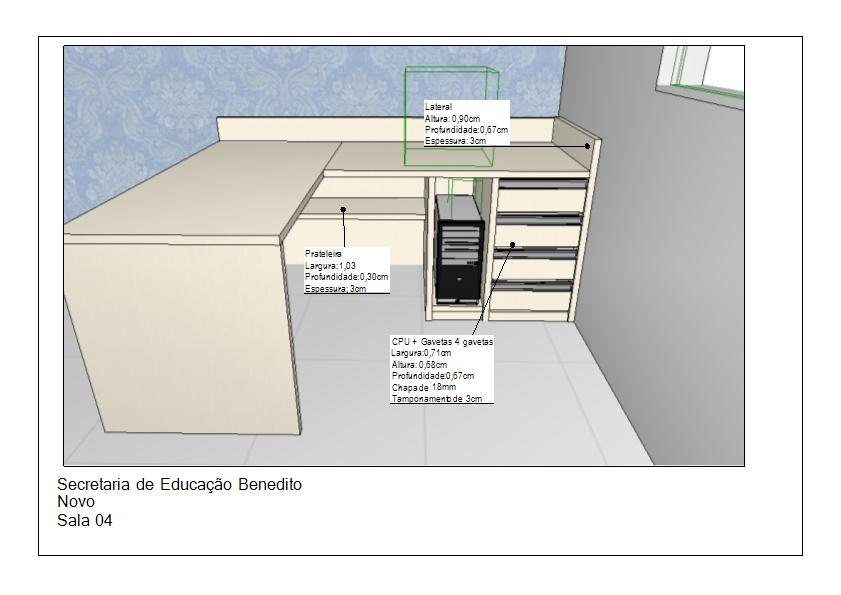 Lateral
Altura: 0,90cm
Profundidade:0,67cm
Espessura: 3cm
Prateleira
Largura:1,03
Profundidade:0,30cm
Espessura; 3cm
CPU + Gavetas 4 gavetas
Largura:0,71cm
Altura: 0,68cm
Profundidade:0,67cm
Chapa de 18mm
Tamponamento de 3cm
Secretaria de Educação Benedito
Novo
Sala 04